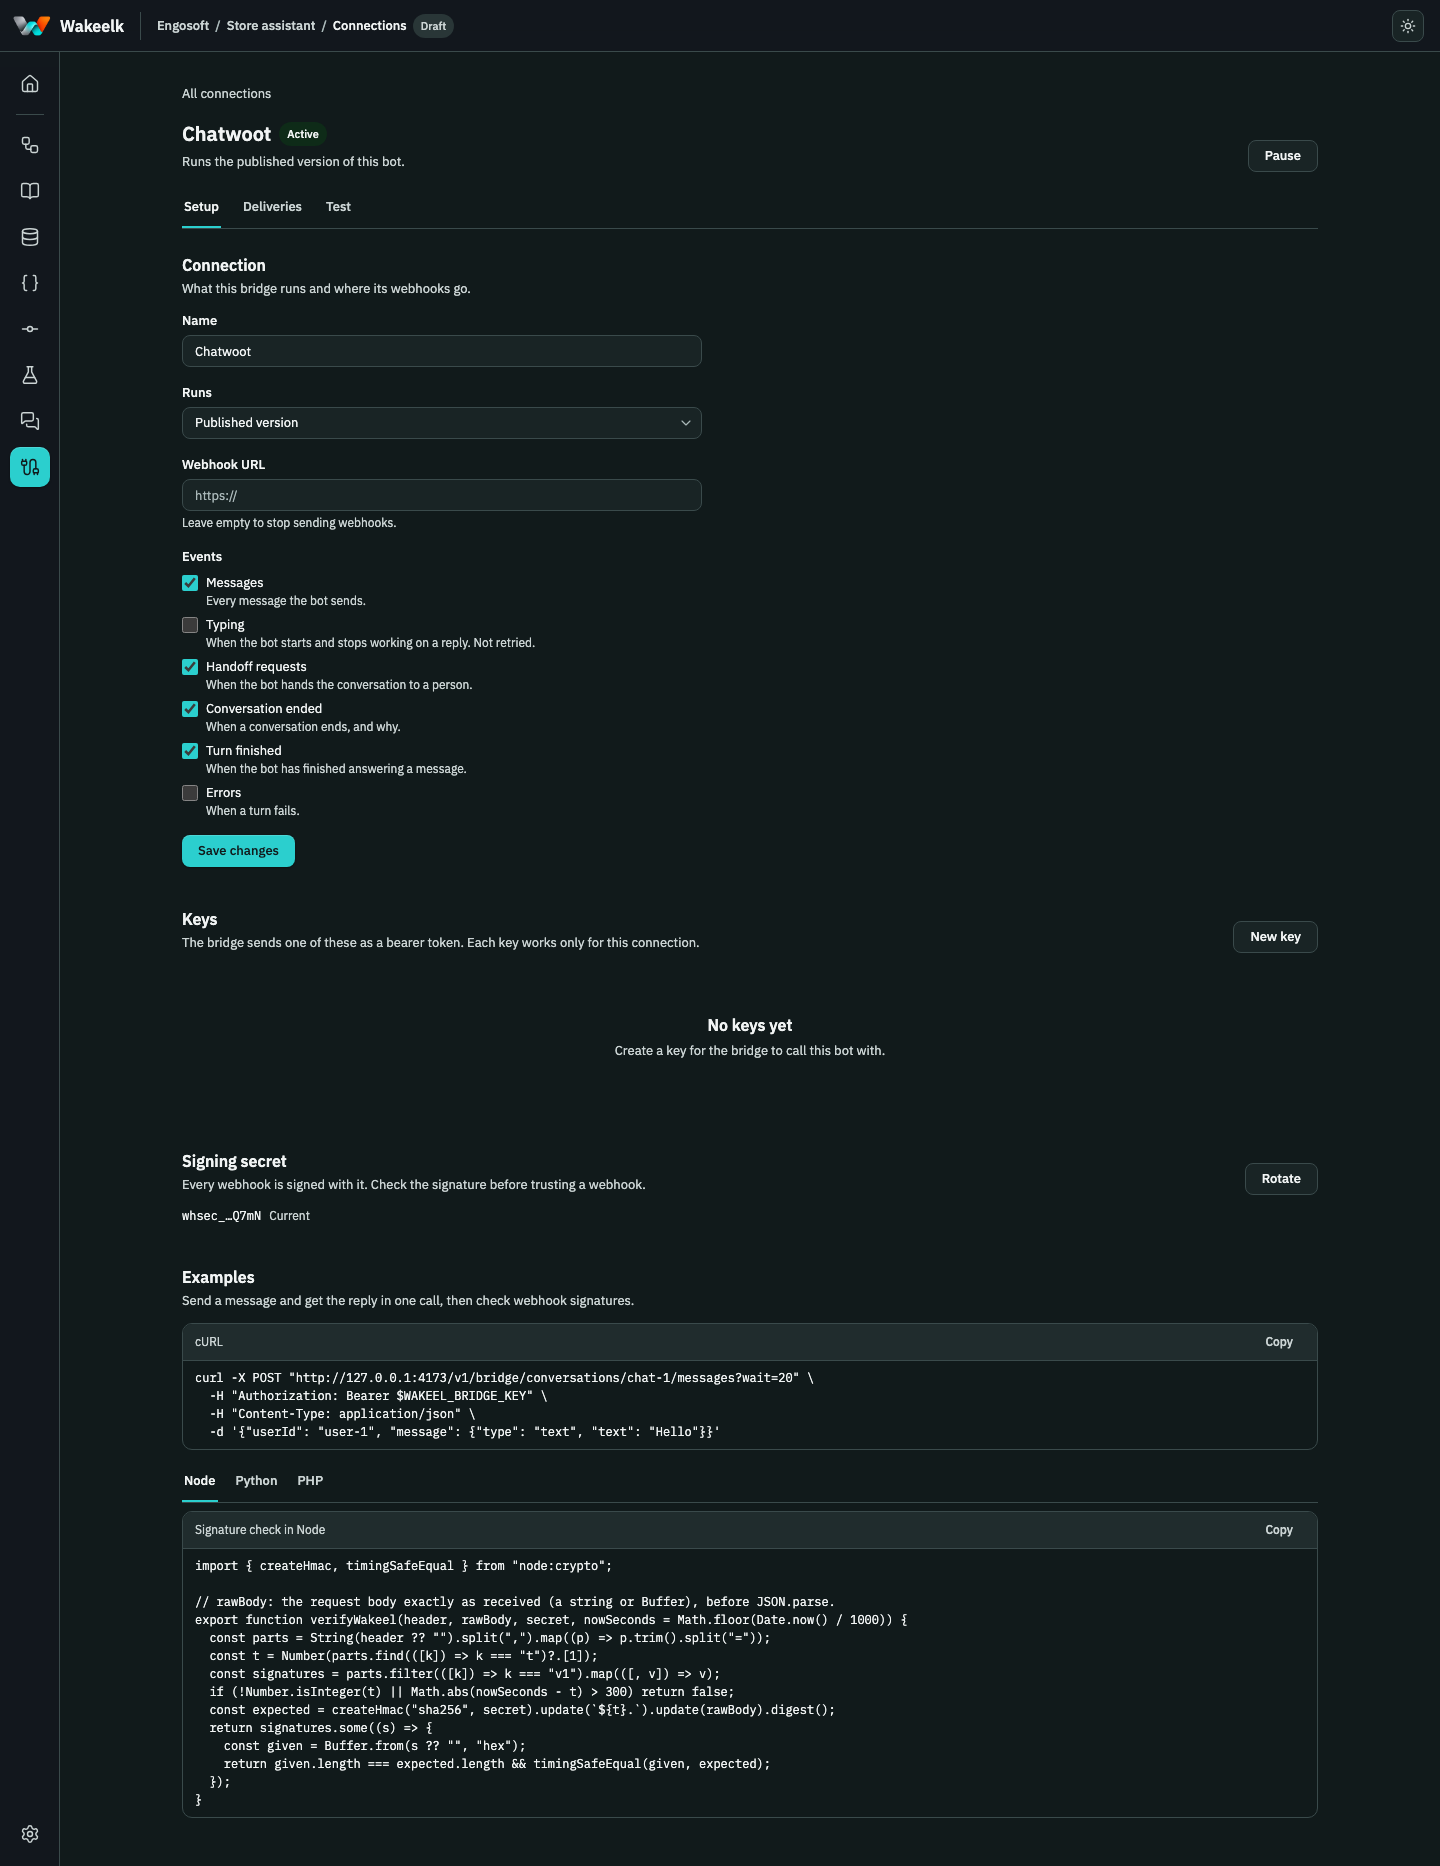 Wakeelk
Engosoft / Store assistant / Connections Draft
All connections
Chatwoot Active
Runs the published version of this bot.
Pause
Setup Deliveries Test
Connection
What this bridge runs and where its webhooks go.
Name
Chatwoot
Runs
Published version
Webhook URL
https://
Leave empty to stop sending webhooks.
Events
Messages
Every message the bot sends.
Typing
When the bot starts and stops working on a reply. Not retried.
Handoff requests
When the bot hands the conversation to a person.
Conversation ended
When a conversation ends, and why.
Turn finished
When the bot has finished answering a message.
Errors
When a turn fails.
Save changes
Keys
The bridge sends one of these as a bearer token. Each key works only for this connection.
New key
No keys yet
Create a key for the bridge to call this bot with.
Signing secret
Every webhook is signed with it. Check the signature before trusting a webhook.
Rotate
whsec_…Q7mN Current
Examples
Send a message and get the reply in one call, then check webhook signatures.
cURL Copy
curl -X POST "http://127.0.0.1:4173/v1/bridge/conversations/chat-1/messages?wait=20" \
  -H "Authorization: Bearer $WAKEEL_BRIDGE_KEY" \
  -H "Content-Type: application/json" \
  -d '{"userId": "user-1", "message": {"type": "text", "text": "Hello"}}'
Node Python PHP
Signature check in Node Copy
import { createHmac, timingSafeEqual } from "node:crypto";
// rawBody: the request body exactly as received (a string or Buffer), before JSON.parse.
export function verifyWakeel(header, rawBody, secret, nowSeconds = Math.floor(Date.now() / 1000)) {
  const parts = String(header ?? "").split(",").map((p) => p.trim().split("="));
  const t = Number(parts.find(([k]) => k === "t")?.[1]);
  const signatures = parts.filter(([k]) => k === "v1").map(([, v]) => v);
  if (!Number.isInteger(t) || Math.abs(nowSeconds - t) > 300) return false;
  const expected = createHmac("sha256", secret).update(`${t}.`).update(rawBody).digest();
  return signatures.some((s) => {
    const given = Buffer.from(s ?? "", "hex");
    return given.length === expected.length && timingSafeEqual(given, expected);
  });
}